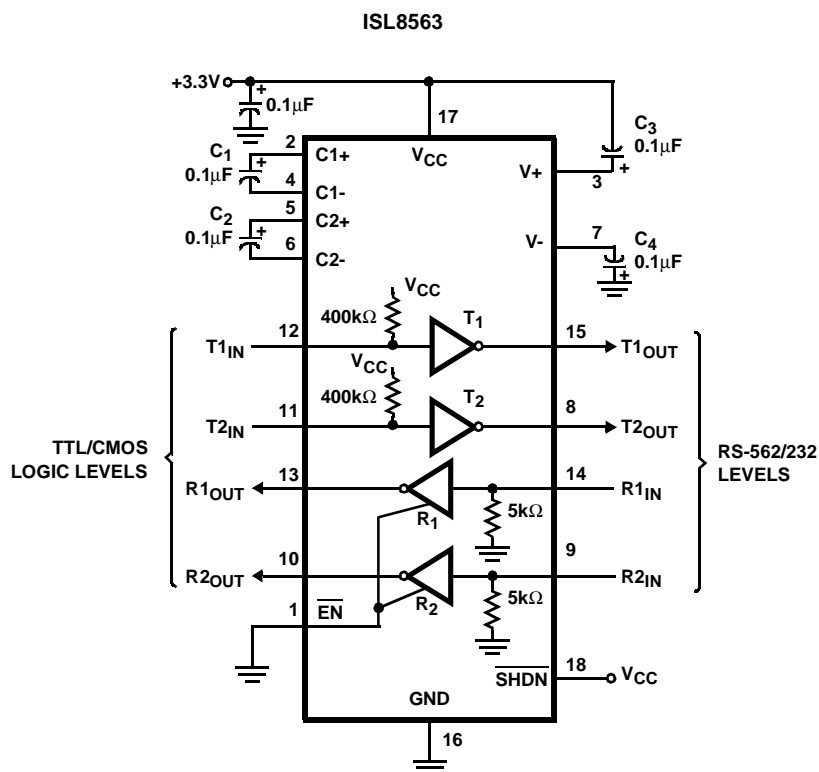 ISL8563
+3.3V
+
0.1µF
17
C3
0.1µF
+
3
V+
VCC
2
C1+
C1
0.1µF
+
4
C1-
5
C2+
C2
0.1µF
+
6
C2-
7
V-
C4
0.1µF
+
VCC
400kΩ
T1
12
15
T1IN
T1OUT
VCC
400kΩ
T2
11
8
T2IN
T2OUT
TTL/CMOS
LOGIC LEVELS
RS-562/232
LEVELS
13
14
R1OUT
R1IN
R1
5kΩ
10
9
R2OUT
R2IN
R2
5kΩ
1
EN
18
SHDN
VCC
GND
16